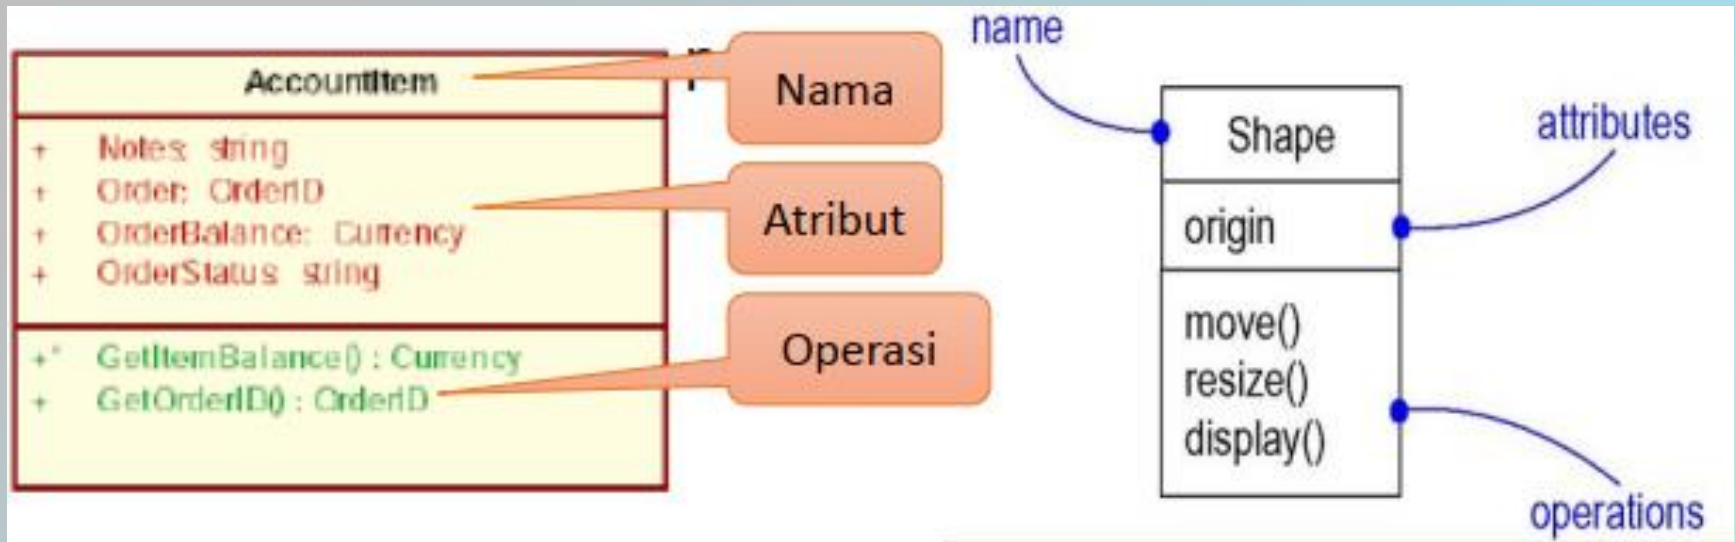 AccountItem
+ Notes: string
+ Order: OrderID
+ OrderBalance: Currency
+ OrderStatus: string
+* GetItemBalance() : Currency
+ GetOrderID() : OrderID
Nama
Atribut
Operasi
name
Shape
attributes
origin
move()
resize()
display()
operations